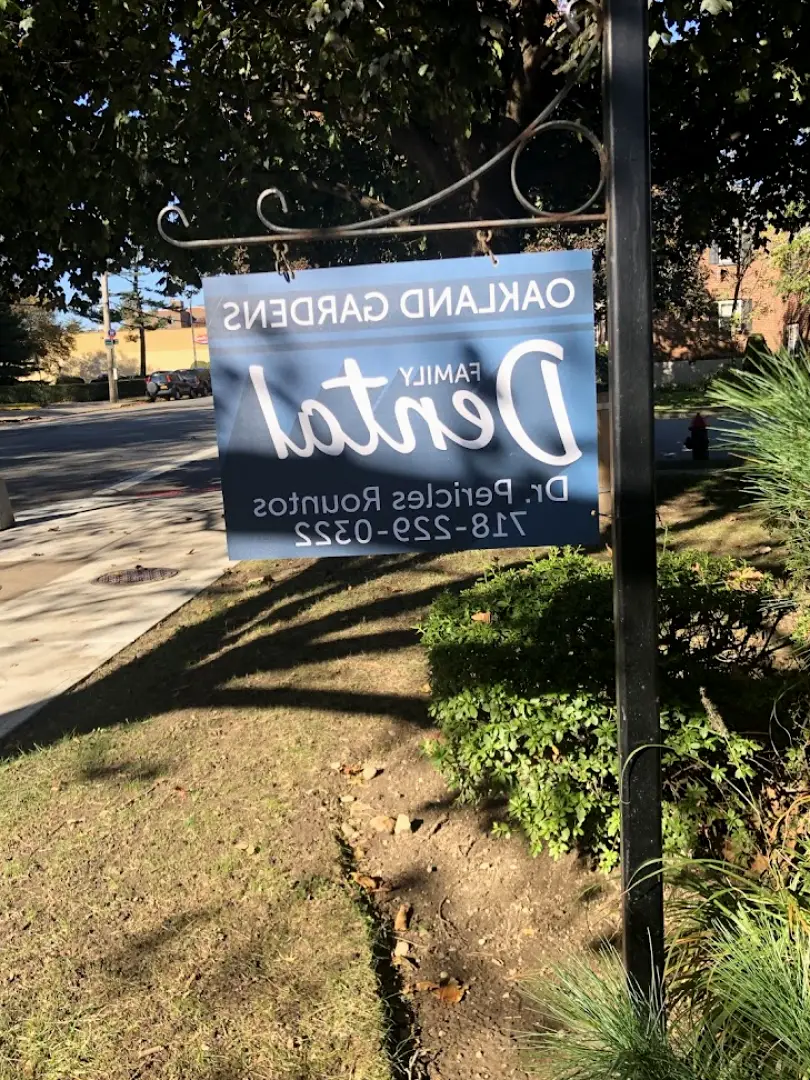 OAKLAND GARDENS
FAMILY
Dental
Dr. Pericles Rountos
718-229-0322